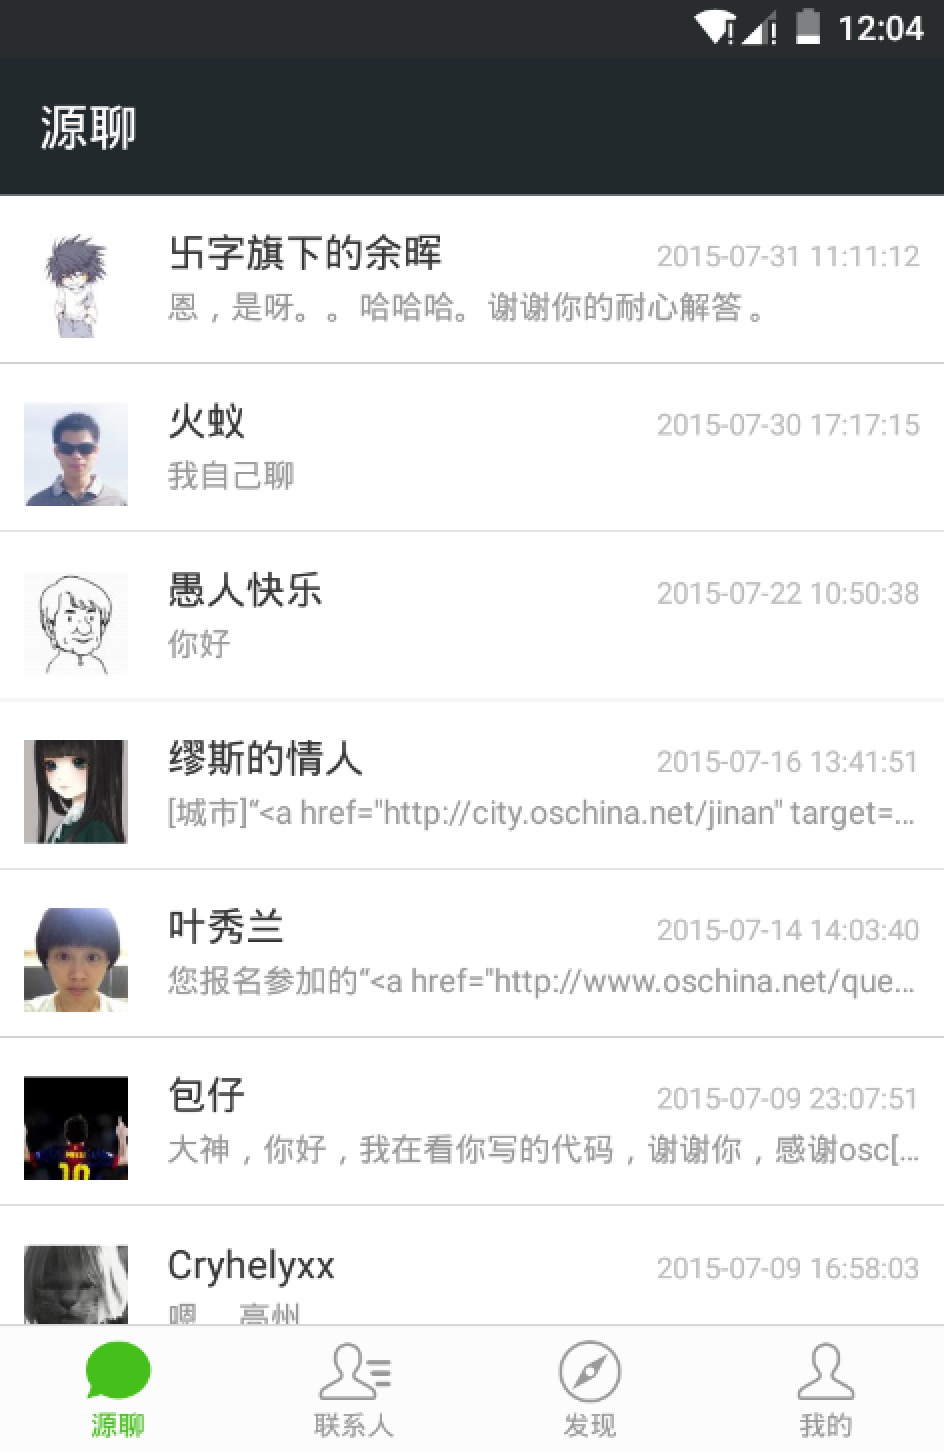 12:04
源聊
卐字旗下的余晖 2015-07-31 11:11:12
恩，是呀。。哈哈哈。谢谢你的耐心解答。
火蚁 2015-07-30 17:17:15
我自己聊
愚人快乐 2015-07-22 10:50:38
你好
缪斯的情人 2015-07-16 13:41:51
[城市]“<a href="http://city.oschina.net/jinan" target=...
叶秀兰 2015-07-14 14:03:40
您报名参加的“<a href="http://www.oschina.net/que...
包仔 2015-07-09 23:07:51
大神，你好，我在看你写的代码，谢谢你，感谢osc[...
Cryhelyxx 2015-07-09 16:58:03
嗯 高州
源聊 联系人 发现 我的